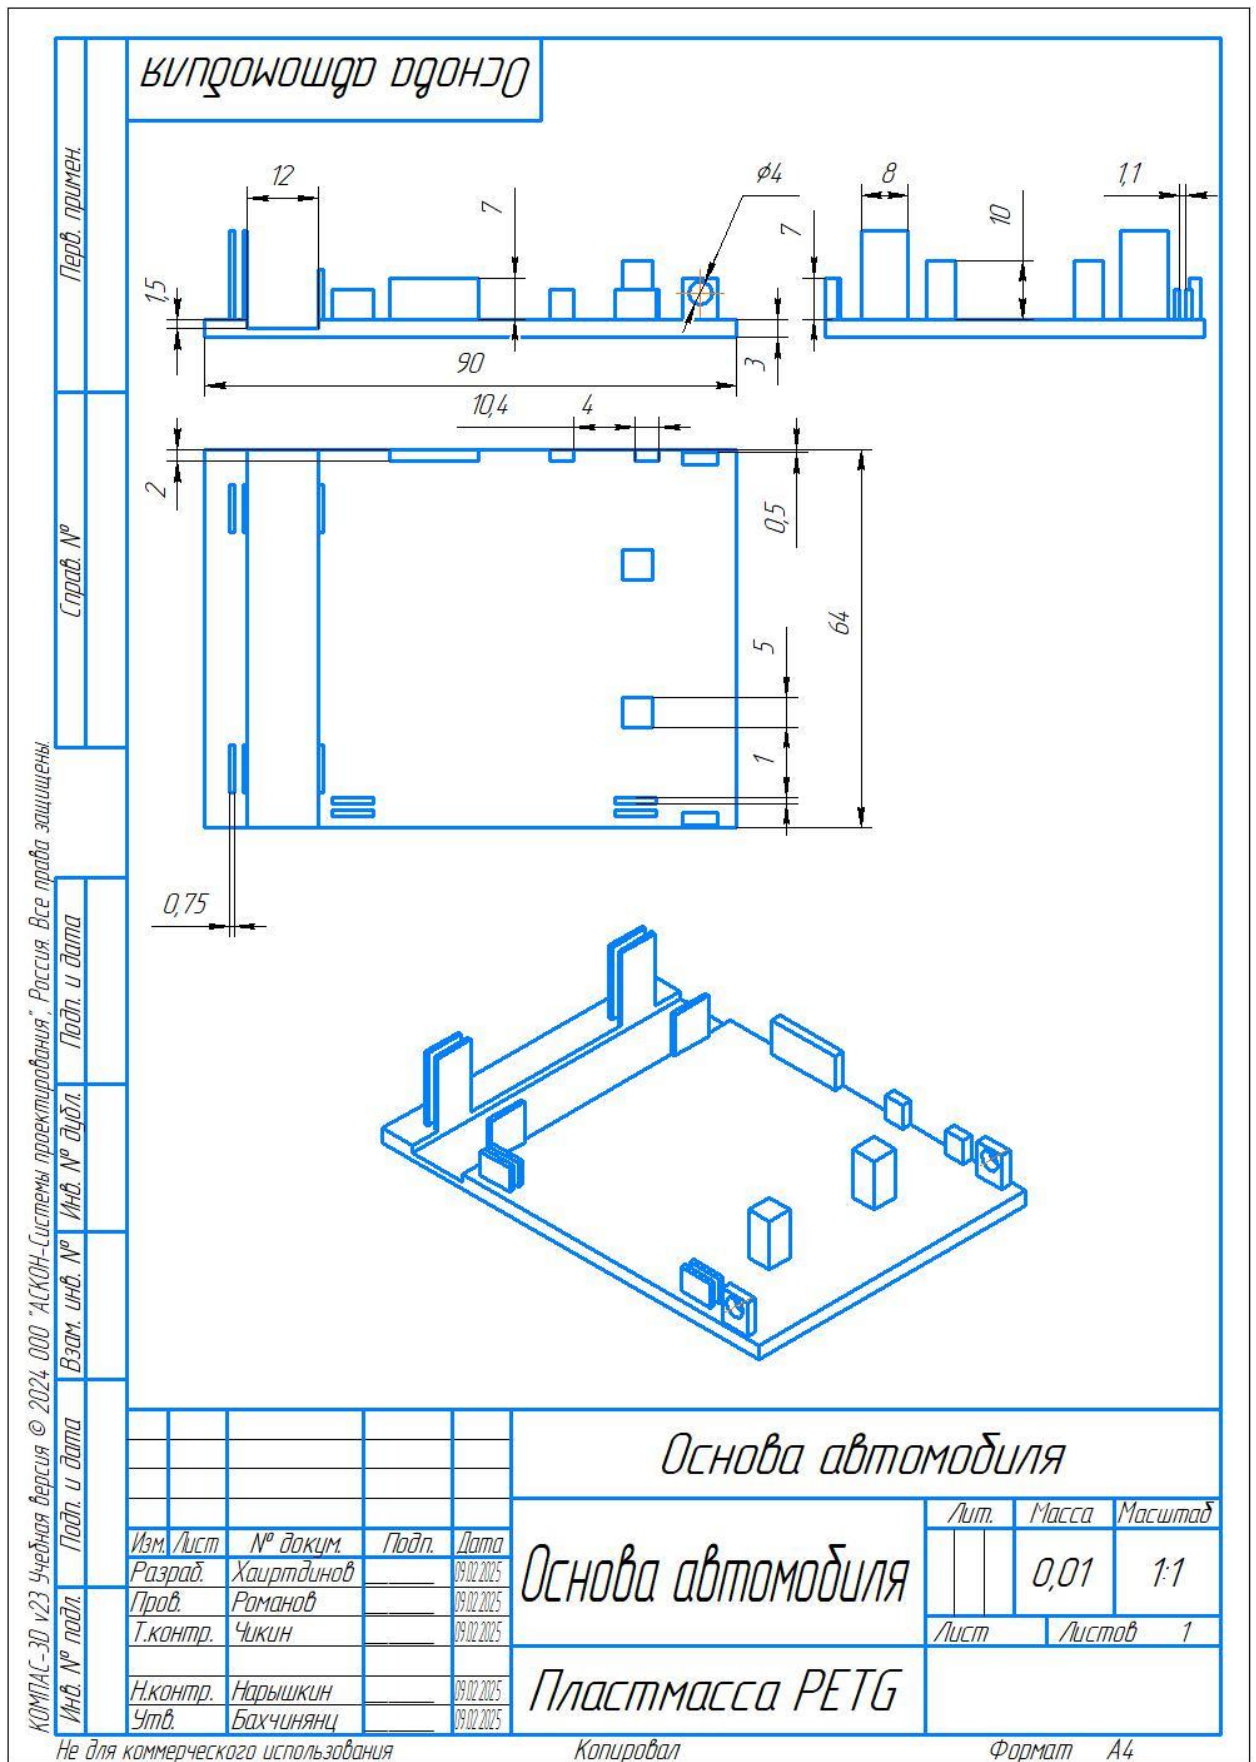 Основа автомобиля
Перв. примен.
Справ. №
Подп. и дата
Инв. № дубл.
Взам. инв. №
Подп. и дата
Инв. № подл.
КОМПАС-3D v23 Учебная версия © 2024 ООО "АСКОН-Системы проектирования", Россия. Все права защищены.
12
7
⌀4
7
8
10
1,1
1,5
3
90
10,4
4
2
0,5
64
5
1
0,75
Основа автомобиля
Изм. Лист № докум. Подп. Дата
Разраб. Хаиртдинов 09.02.2025
Пров. Романов 09.02.2025
Т.контр. Чикин 09.02.2025
Н.контр. Нарышкин 09.02.2025
Утв. Бахчинянц 09.02.2025
Основа автомобиля
Лит. Масса Масштаб
0,01 1:1
Лист Листов 1
Пластмасса PETG
Не для коммерческого использования Копировал Формат А4